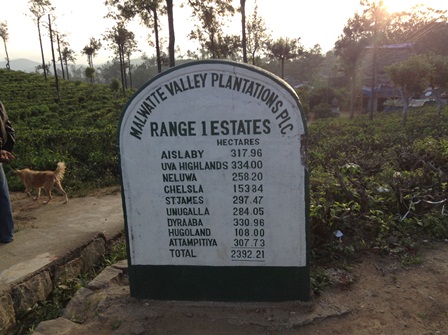 MALWATTE VALLEY PLANTATIONS PLC.
RANGE 1 ESTATES
HECTARES
AISLABY 317.96
UVA HIGHLANDS 334.00
NELUWA 258.20
CHELSLA 153.84
ST.JAMES 297.47
UNUGALLA 284.05
DYRAABA 330.96
HUGOLAND 108.00
ATTAMPITIYA 307.73
TOTAL 2392.21